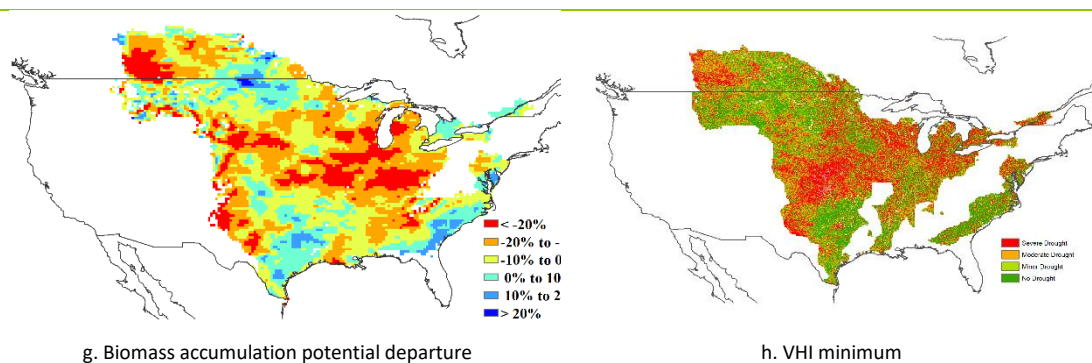 < -20%
-20% to -
-10% to 0
0% to 10
10% to 2
> 20%
Severe Drought
Moderate Drought
Minor Drought
No Drought
g. Biomass accumulation potential departure
h. VHI minimum